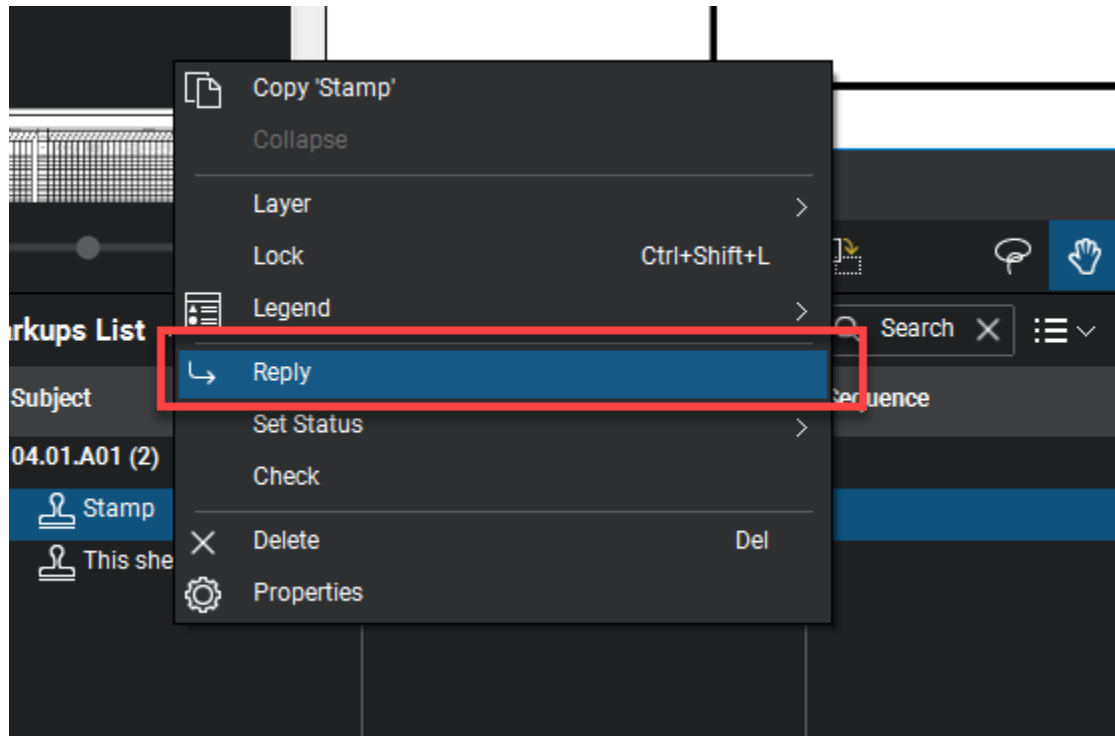 Copy 'Stamp'
Collapse
Layer
Lock Ctrl+Shift+L
Legend
rkups List
Search
Reply
Subject
Sequence
Set Status
04.01.A01 (2)
Check
Stamp
Delete Del
This she
Properties